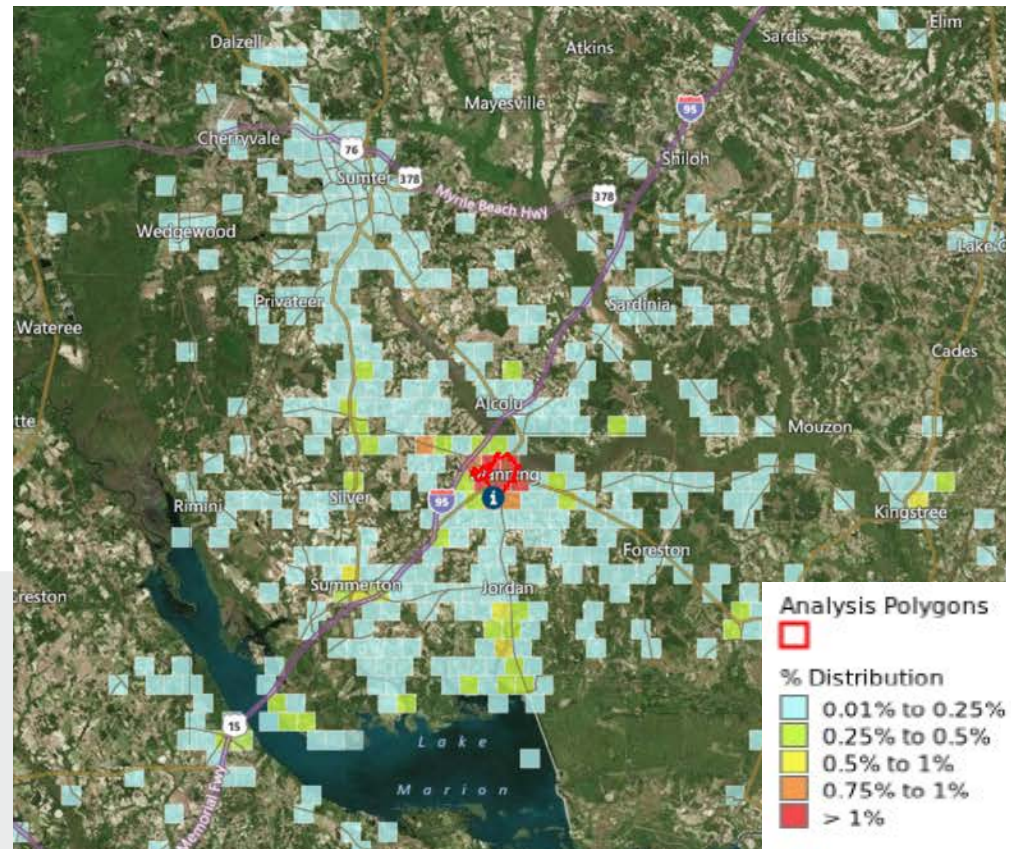 Dalzell
Elim
Sardis
Atkins
Mayesville
95
Cherryvale
76
Shiloh
Sumter
378
378
Myrtle Beach Hwy
Wedgewood
Lake C
Privateer
Sardinia
Wateree
Cades
Alcolu
tte
Mouzon
anning
Silver
95
i
Rimini
Kingstree
Foreston
Summerton
Jordan
Creston
15
Lake
Marion
Memorial Fwy
Analysis Polygons
% Distribution
0.01% to 0.25%
0.25% to 0.5%
0.5% to 1%
0.75% to 1%
> 1%